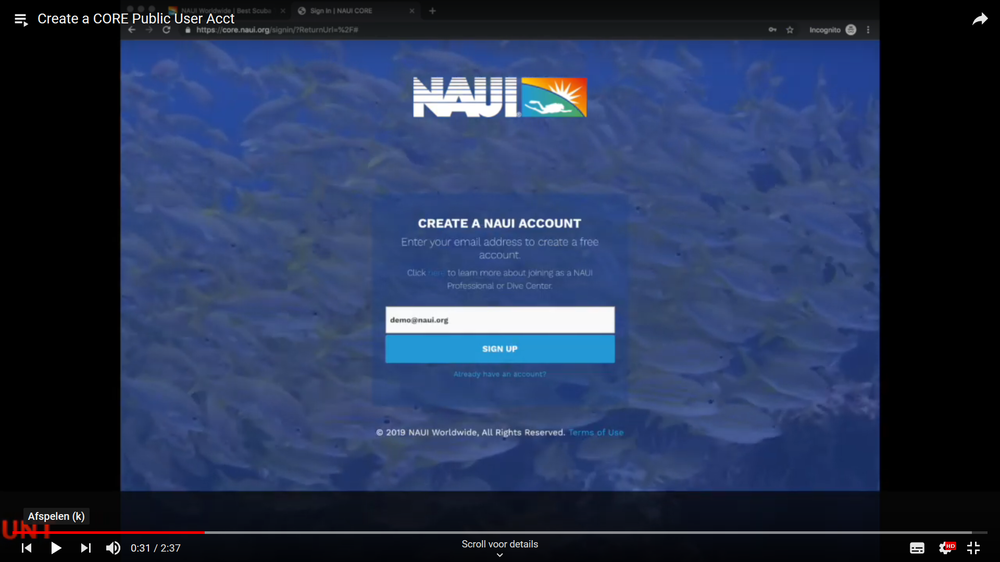 NAUI Worldwide | Best Scuba
Sign In | NAUI CORE
Create a CORE Public User Acct
https://core.naui.org/signin/?ReturnUrl=%2F#
Incognito
NAUI
CREATE A NAUI ACCOUNT
Enter your email address to create a free
account.
Click here to learn more about joining as a NAUI
Professional or Dive Center.
demo@naui.org
SIGN UP
Already have an account?
© 2019 NAUI Worldwide, All Rights Reserved. Terms of Use
Afspelen (k)
UNT
0:31 / 2:37
Scroll voor details
HD